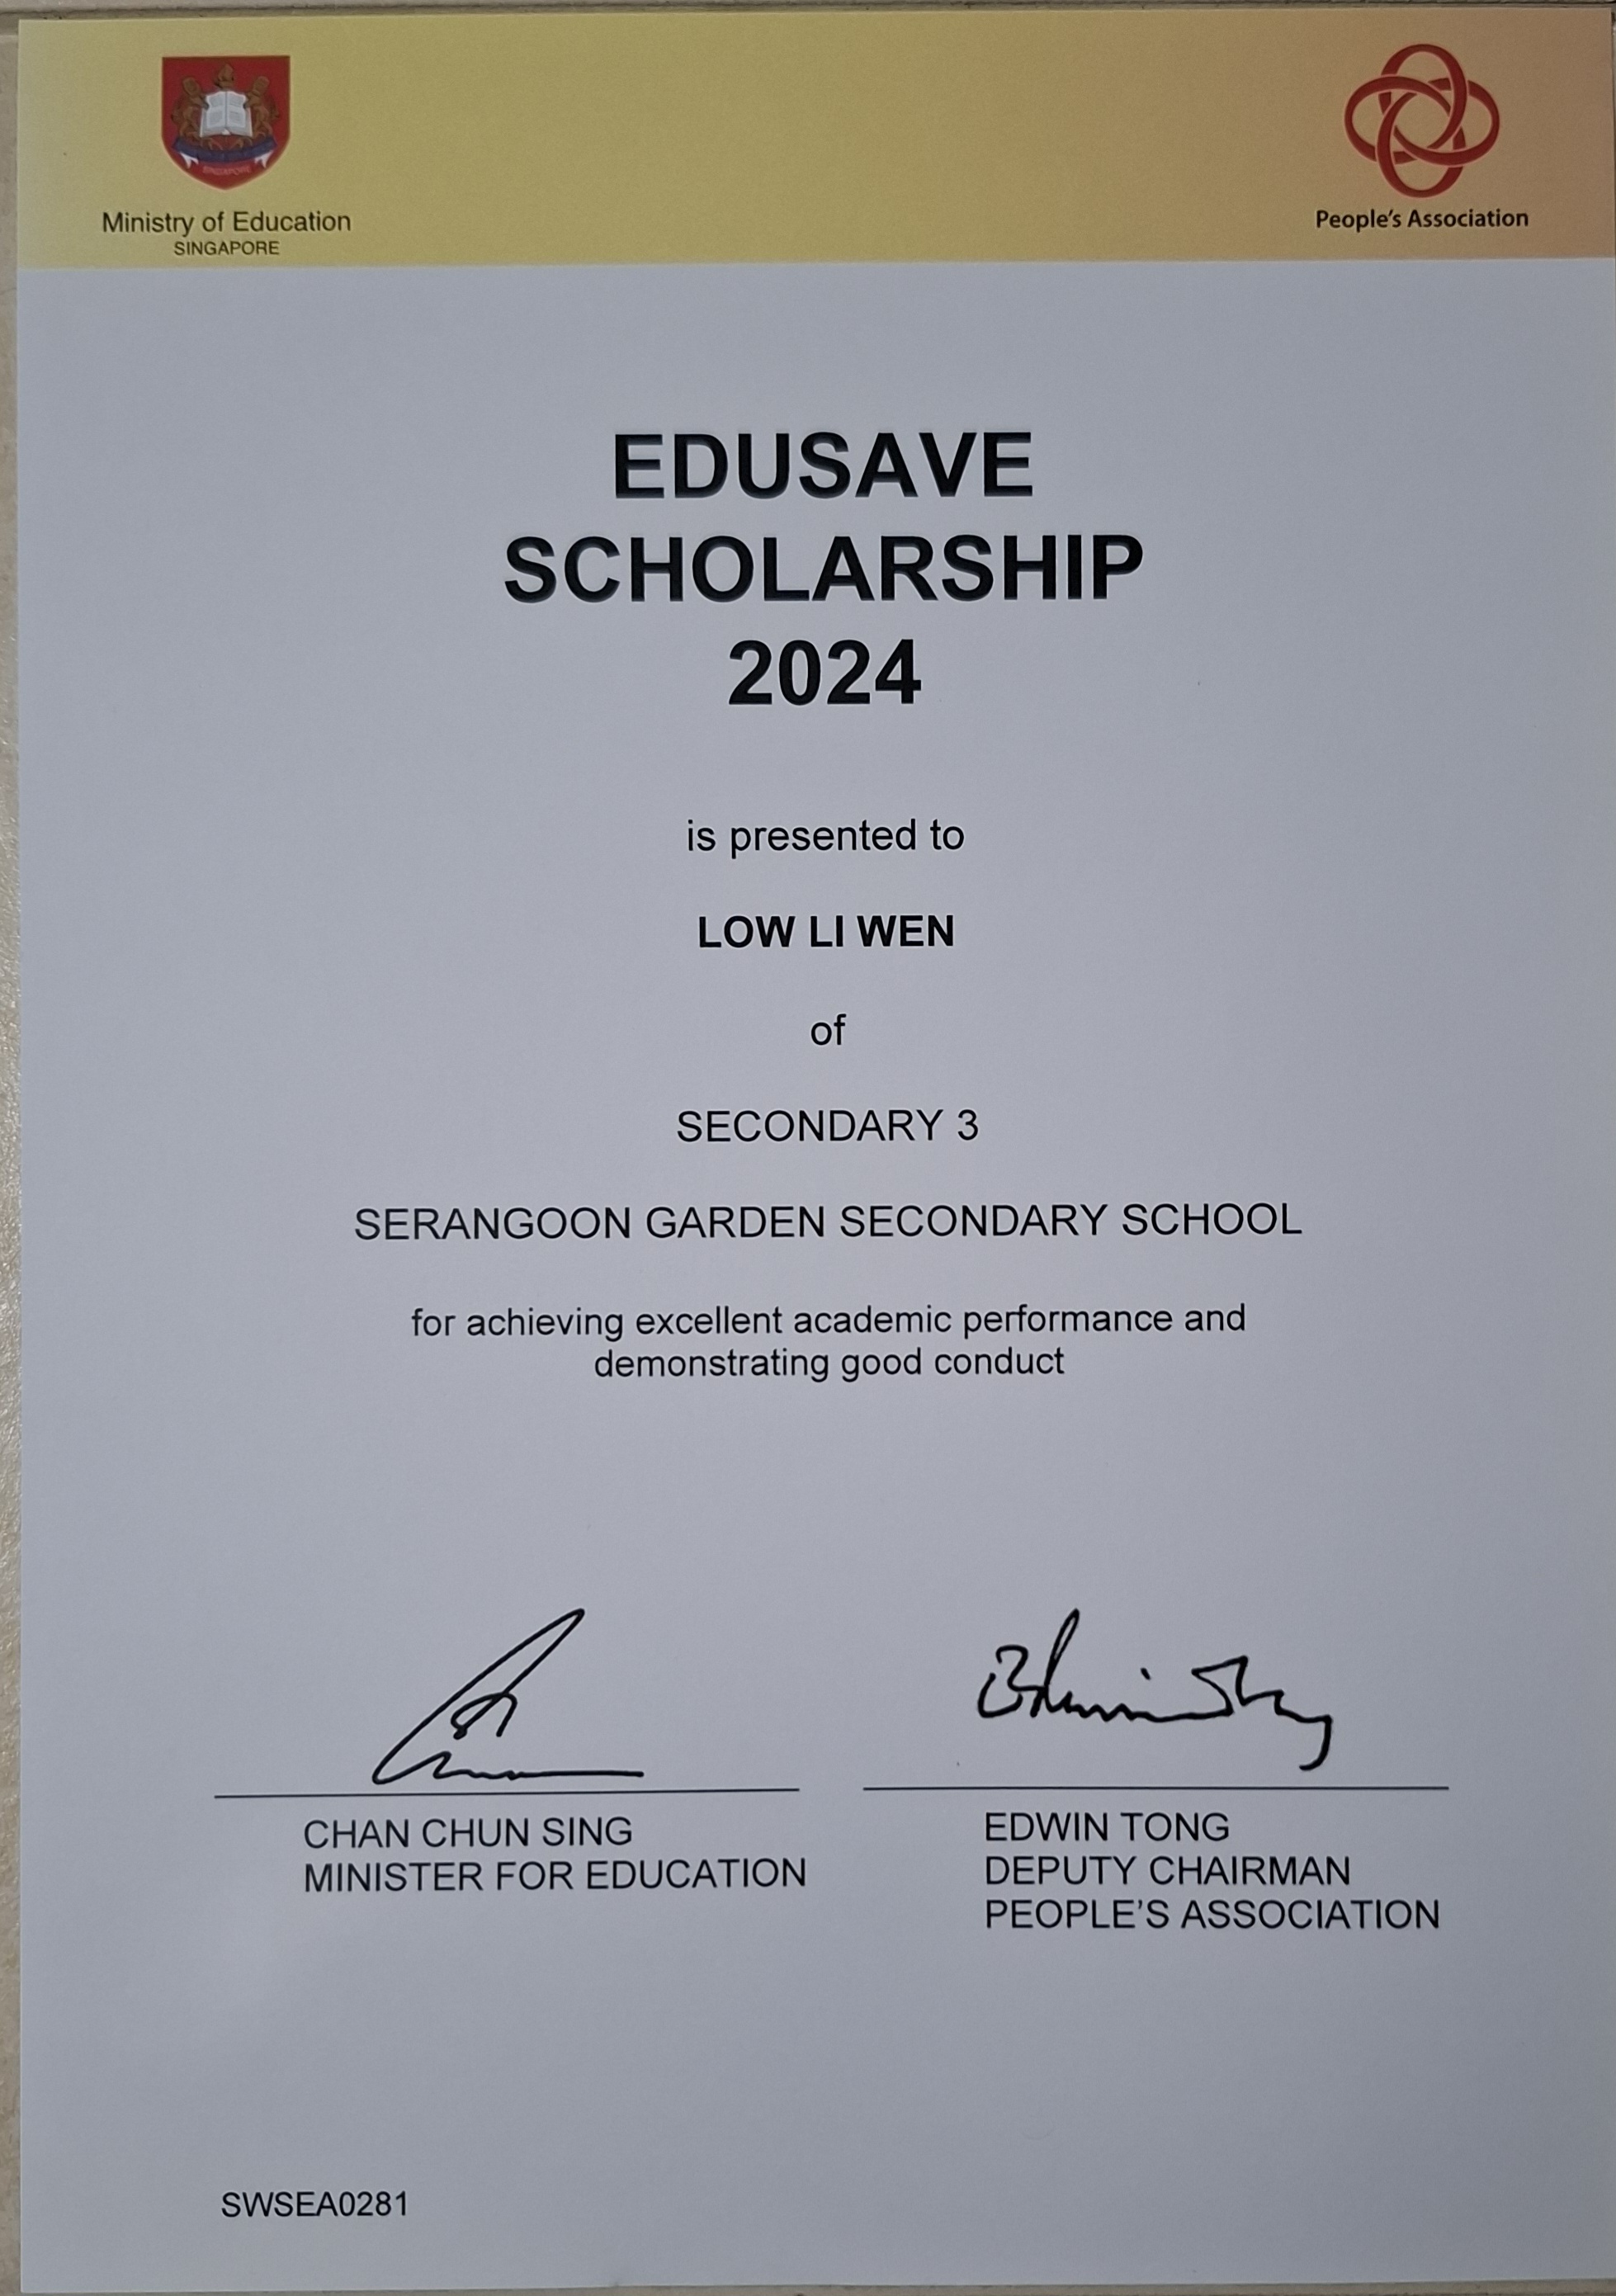 Ministry of Education
SINGAPORE
People's Association
EDUSAVE
SCHOLARSHIP
2024
is presented to
LOW LI WEN
of
SECONDARY 3
SERANGOON GARDEN SECONDARY SCHOOL
for achieving excellent academic performance and
demonstrating good conduct
CHAN CHUN SING
MINISTER FOR EDUCATION
EDWIN TONG
DEPUTY CHAIRMAN
PEOPLE'S ASSOCIATION
SWSEA0281